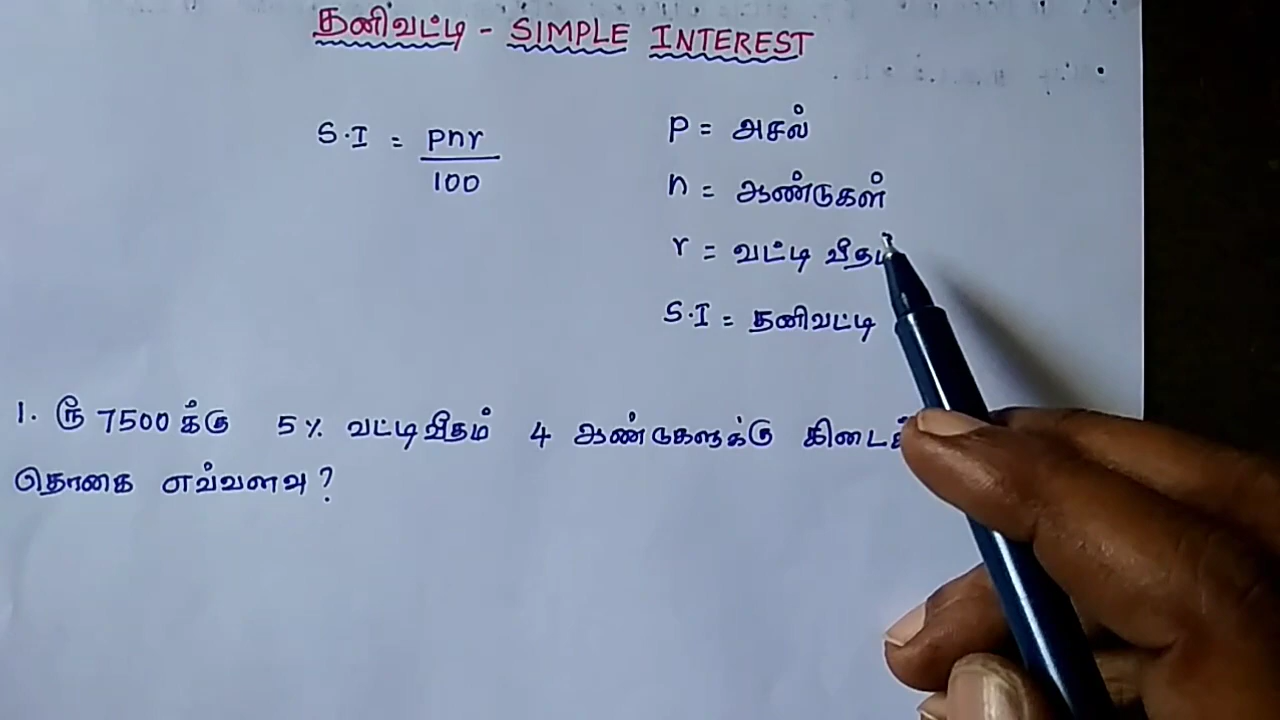 தனிவட்டி - SIMPLE INTEREST
S.I = pnr
100
P = அசல்
n = ஆண்டுகள்
r = வட்டி
S.I = தனிவட்டி
1. ரூ 7500 க்கு 5% வட்டிவீதம் 4 ஆண்டுகளுக்கு
தொகை எவ்வளவு?